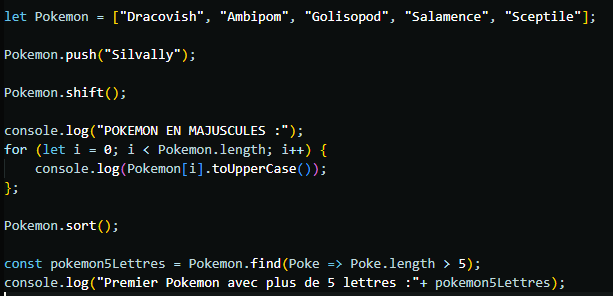 let Pokemon = ["Dracovish", "Ambipom", "Golisopod", "Salamence", "Sceptile"];
Pokemon.push("Silvally");
Pokemon.shift();
console.log("POKEMON EN MAJUSCULES :");
for (let i = 0; i < Pokemon.length; i++) {
    console.log(Pokemon[i].toUpperCase());
};
Pokemon.sort();
const pokemon5Lettres = Pokemon.find(Poke => Poke.length > 5);
console.log("Premier Pokemon avec plus de 5 lettres :"+ pokemon5Lettres);